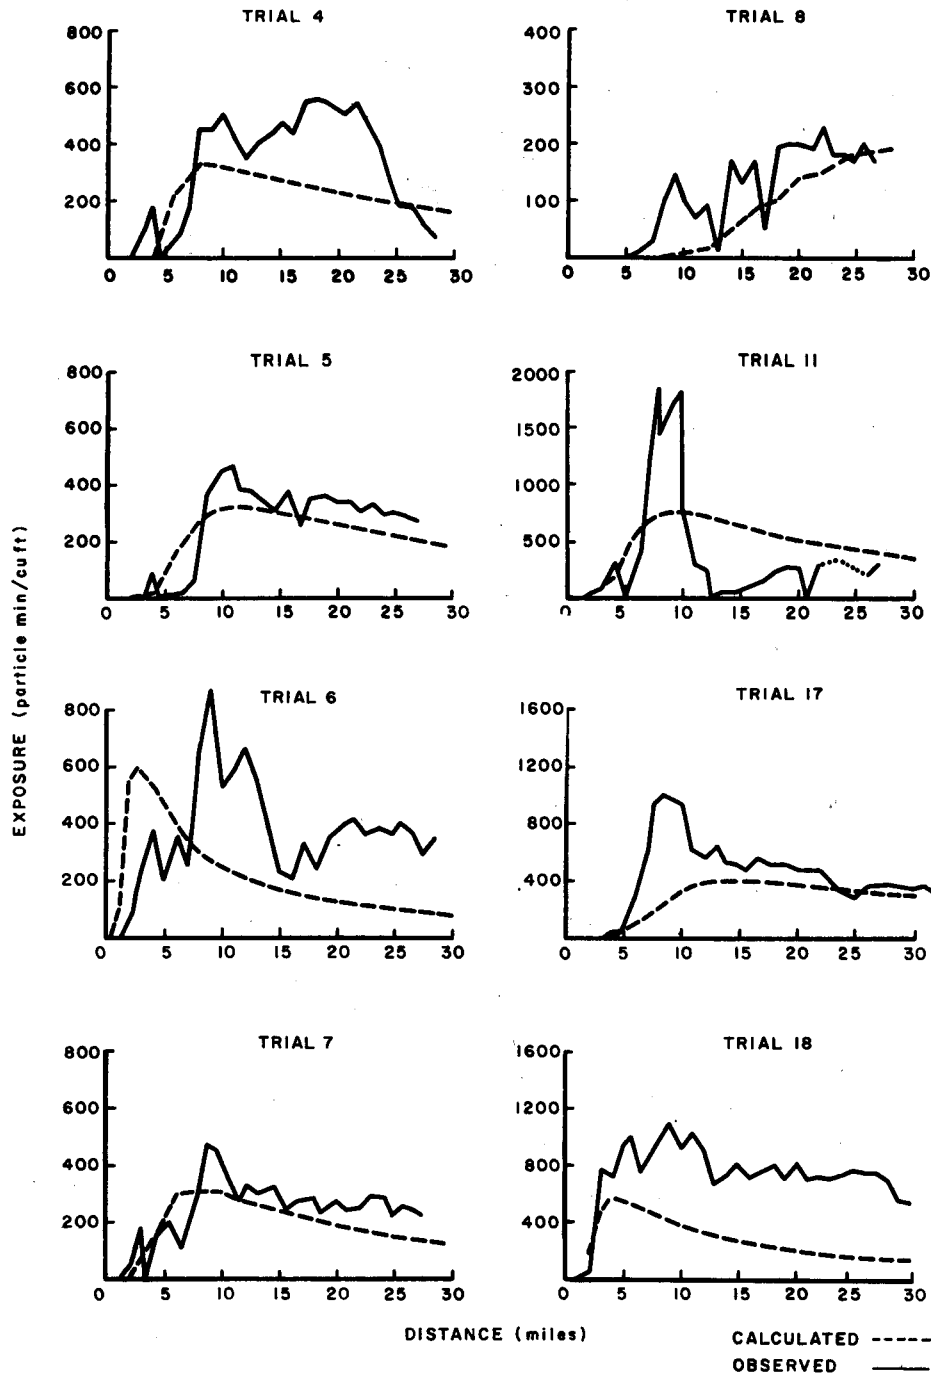 TRIAL 4
800
600
400
200
0 5 10 15 20 25 30
TRIAL 8
400
300
200
100
0 5 10 15 20 25 30
TRIAL 5
800
600
400
200
0 5 10 15 20 25 30
TRIAL 11
2000
1500
1000
500
0 5 10 15 20 25 30
TRIAL 6
800
600
400
200
0 5 10 15 20 25 30
TRIAL 17
1600
1200
800
400
0 5 10 15 20 25 30
TRIAL 7
800
600
400
200
0 5 10 15 20 25 30
TRIAL 18
1600
1200
800
400
0 5 10 15 20 25 30
EXPOSURE (particle min/cuft)
DISTANCE (miles)
CALCULATED
OBSERVED